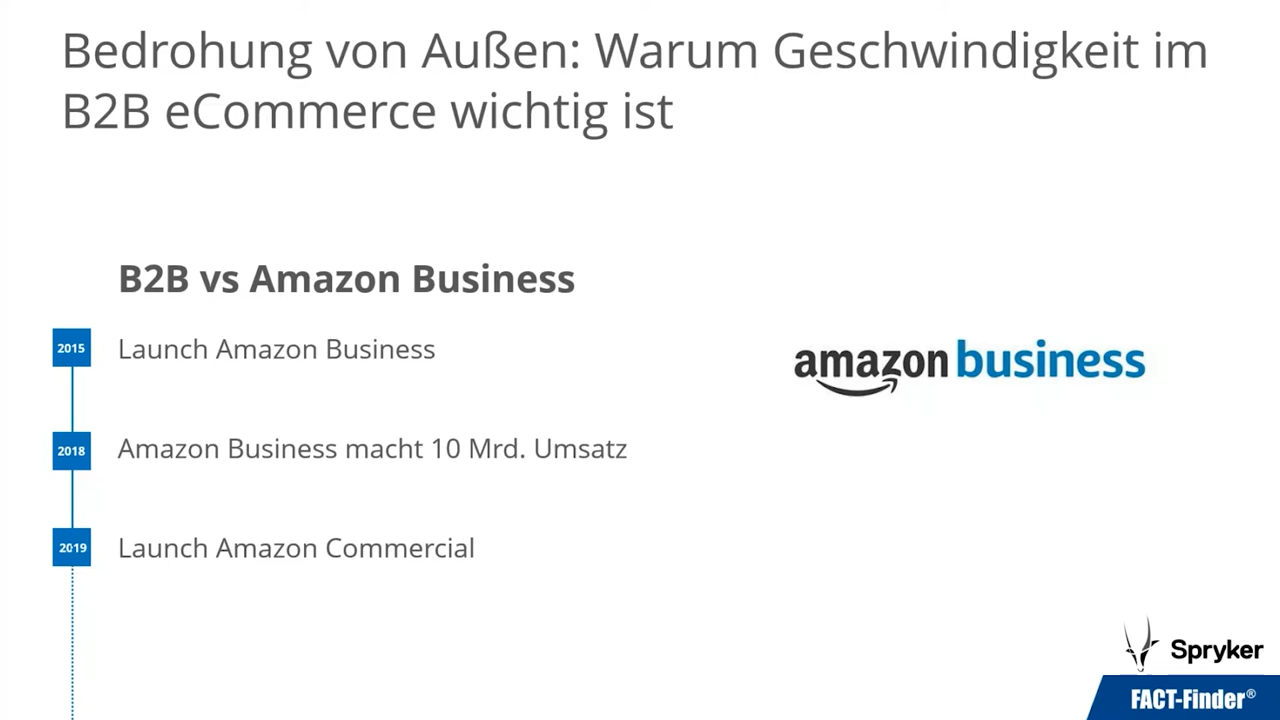 Bedrohung von Außen: Warum Geschwindigkeit im
B2B eCommerce wichtig ist
B2B vs Amazon Business
2015 Launch Amazon Business
amazon business
2018 Amazon Business macht 10 Mrd. Umsatz
2019 Launch Amazon Commercial
Spryker
FACT-Finder®